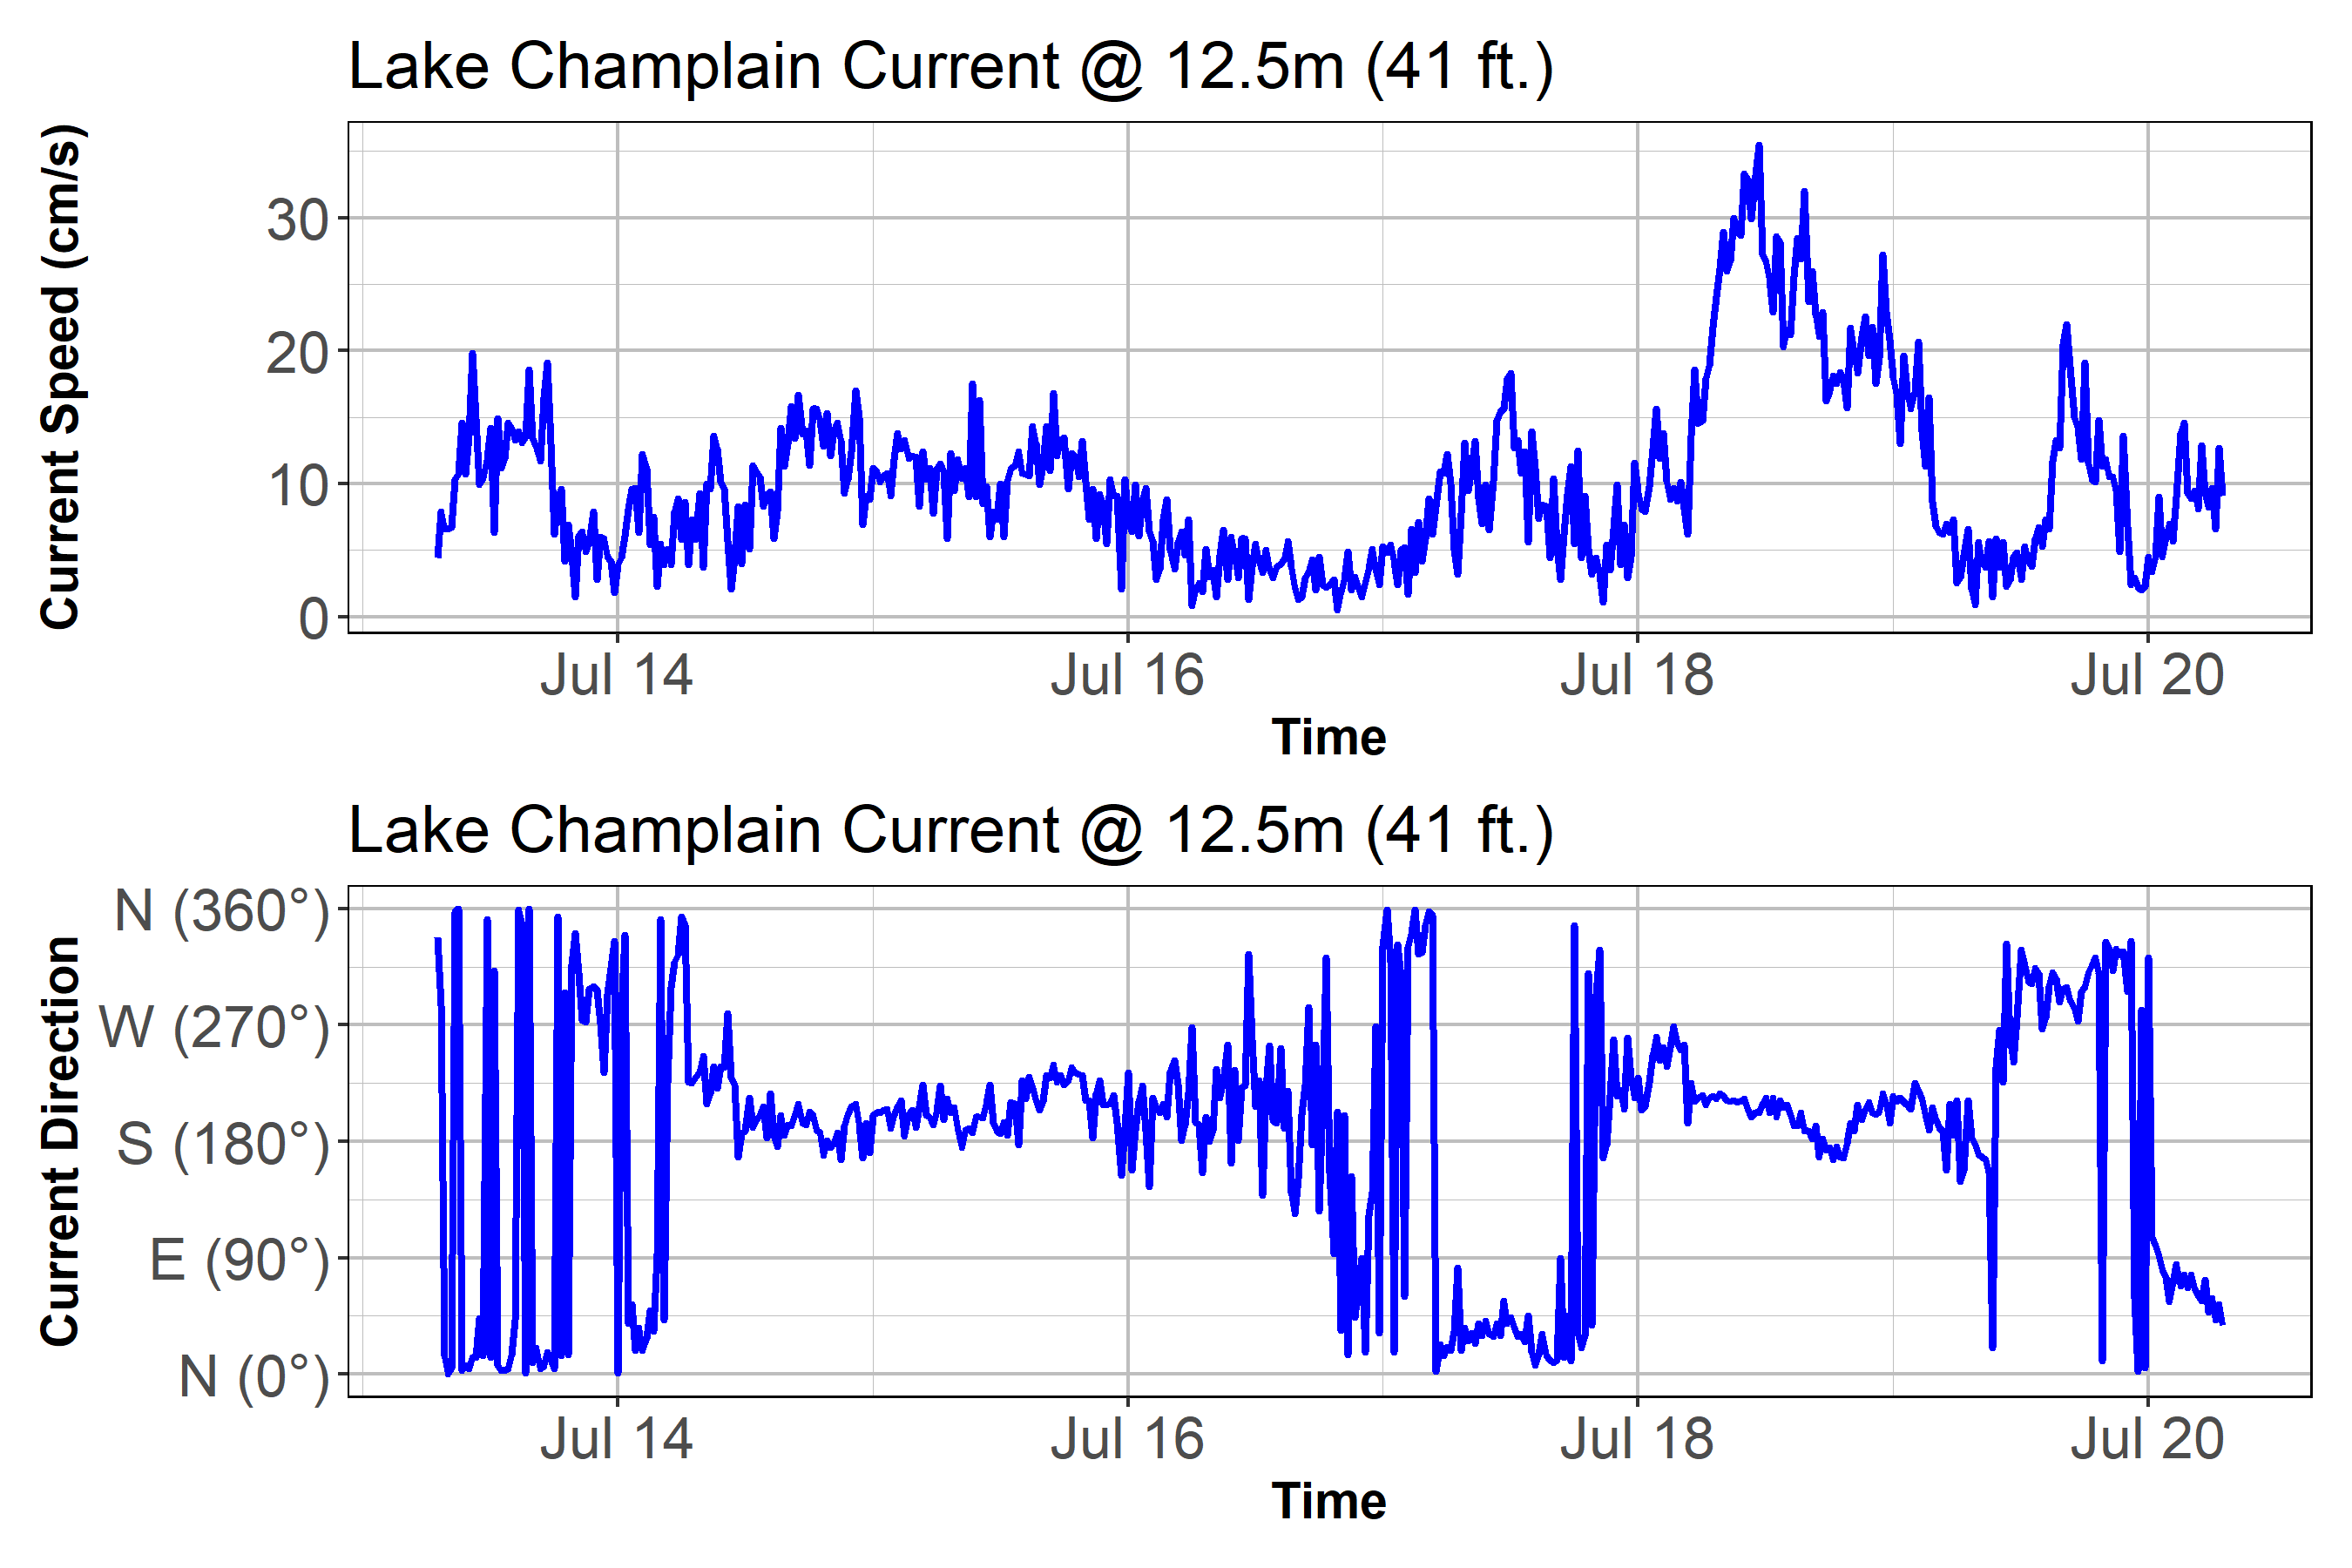 Lake Champlain Current @ 12.5m (41 ft.)
Current Speed (cm/s)
30
20
10
0
Jul 14 Jul 16 Jul 18 Jul 20
Time
Lake Champlain Current @ 12.5m (41 ft.)
Current Direction
N (360°)
W (270°)
S (180°)
E (90°)
N (0°)
Jul 14 Jul 16 Jul 18 Jul 20
Time